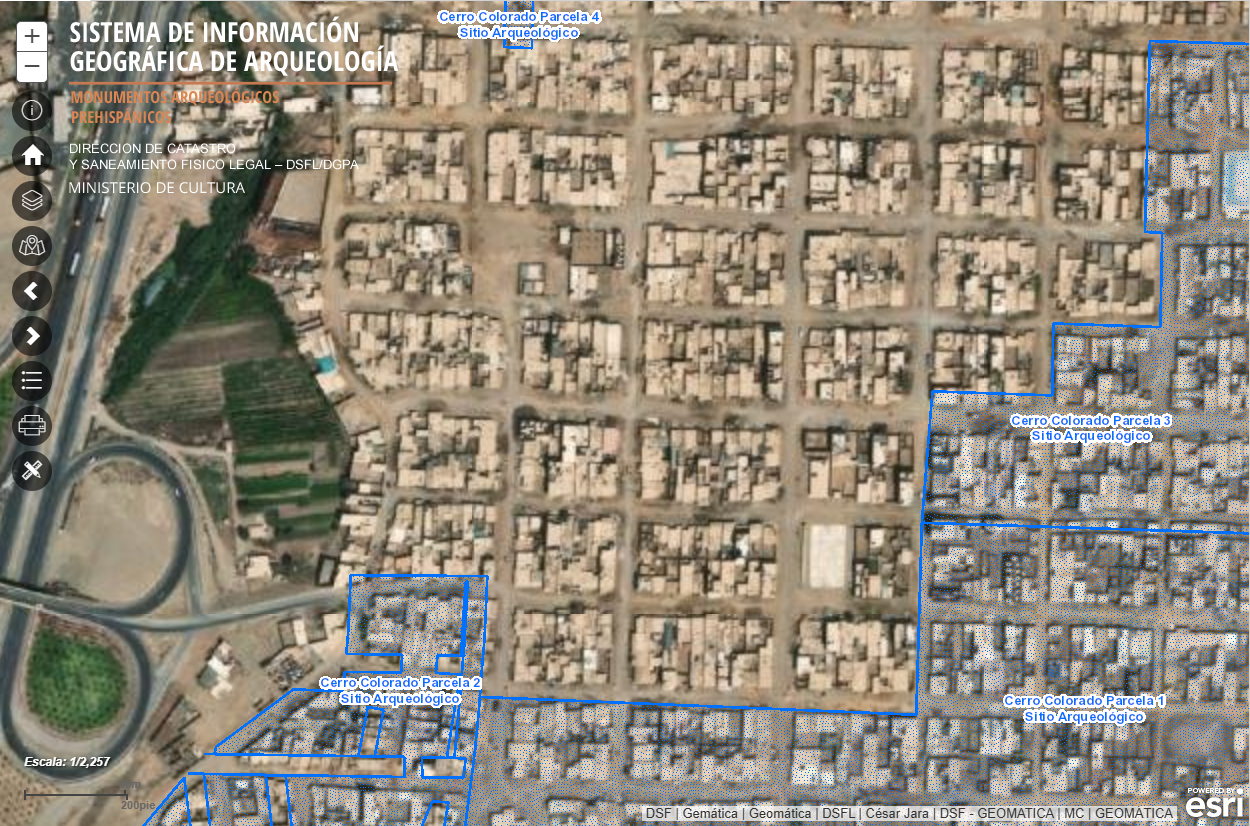 SISTEMA DE INFORMACIÓN
GEOGRÁFICA DE ARQUEOLOGÍA
MONUMENTOS ARQUEOLÓGICOS
PREHISPÁNICOS
DIRECCION DE CATASTRO
Y SANEAMIENTO FISICO LEGAL – DSFL/DGPA
MINISTERIO DE CULTURA
Cerro Colorado Parcela 4
Sitio Arqueológico
Cerro Colorado Parcela 3
Sitio Arqueológico
Cerro Colorado Parcela 2
Sitio Arqueológico
Cerro Colorado Parcela 1
Sitio Arqueológico
Escala: 1/2,257
200pie
DSF | Gemática | Geomática | DSFL | César Jara | DSF - GEOMATICA | MC | GEOMATICA
POWERED BY
esri